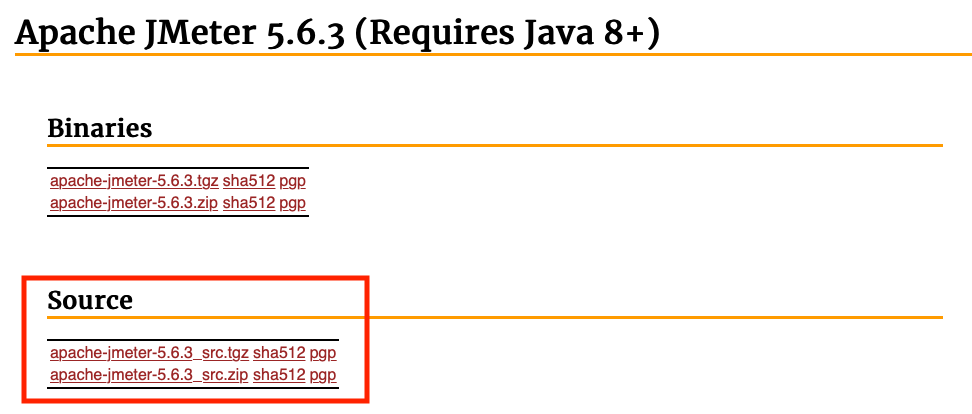 Apache JMeter 5.6.3 (Requires Java 8+)
Binaries
apache-jmeter-5.6.3.tgz sha512 pgp
apache-jmeter-5.6.3.zip sha512 pgp
Source
apache-jmeter-5.6.3_src.tgz sha512 pgp
apache-jmeter-5.6.3_src.zip sha512 pgp